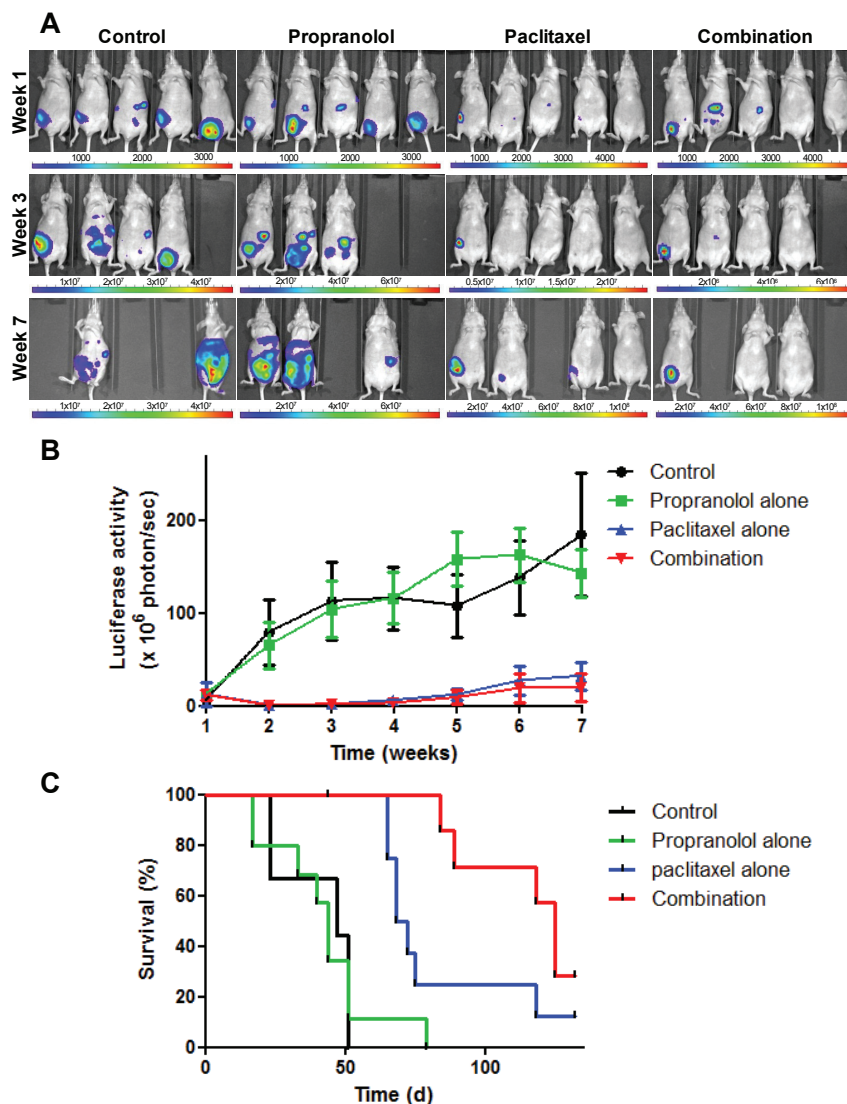 A
Control Propranolol Paclitaxel Combination
Week 1
1000 2000 3000 1000 2000 3000 1000 2000 3000 4000 1000 2000 3000 4000
Week 3
1x10⁷ 2x10⁷ 3x10⁷ 4x10⁷ 2x10⁷ 4x10⁷ 6x10⁷ 0.5x10⁷ 1x10⁷ 1.5x10⁷ 2x10⁷ 2x10⁶ 4x10⁶ 6x10⁶
Week 7
1x10⁷ 2x10⁷ 3x10⁷ 4x10⁷ 2x10⁷ 4x10⁷ 6x10⁷ 2x10⁷ 4x10⁷ 6x10⁷ 8x10⁷ 1x10⁸ 2x10⁷ 4x10⁷ 6x10⁷ 8x10⁷ 1x10⁸
B
Luciferase activity
(x 10⁶ photon/sec)
200
100
0
1 2 3 4 5 6 7
Time (weeks)
Control
Propranolol alone
Paclitaxel alone
Combination
C
Survival (%)
100
80
60
40
20
0
0 50 100
Time (d)
Control
Propranolol alone
paclitaxel alone
Combination